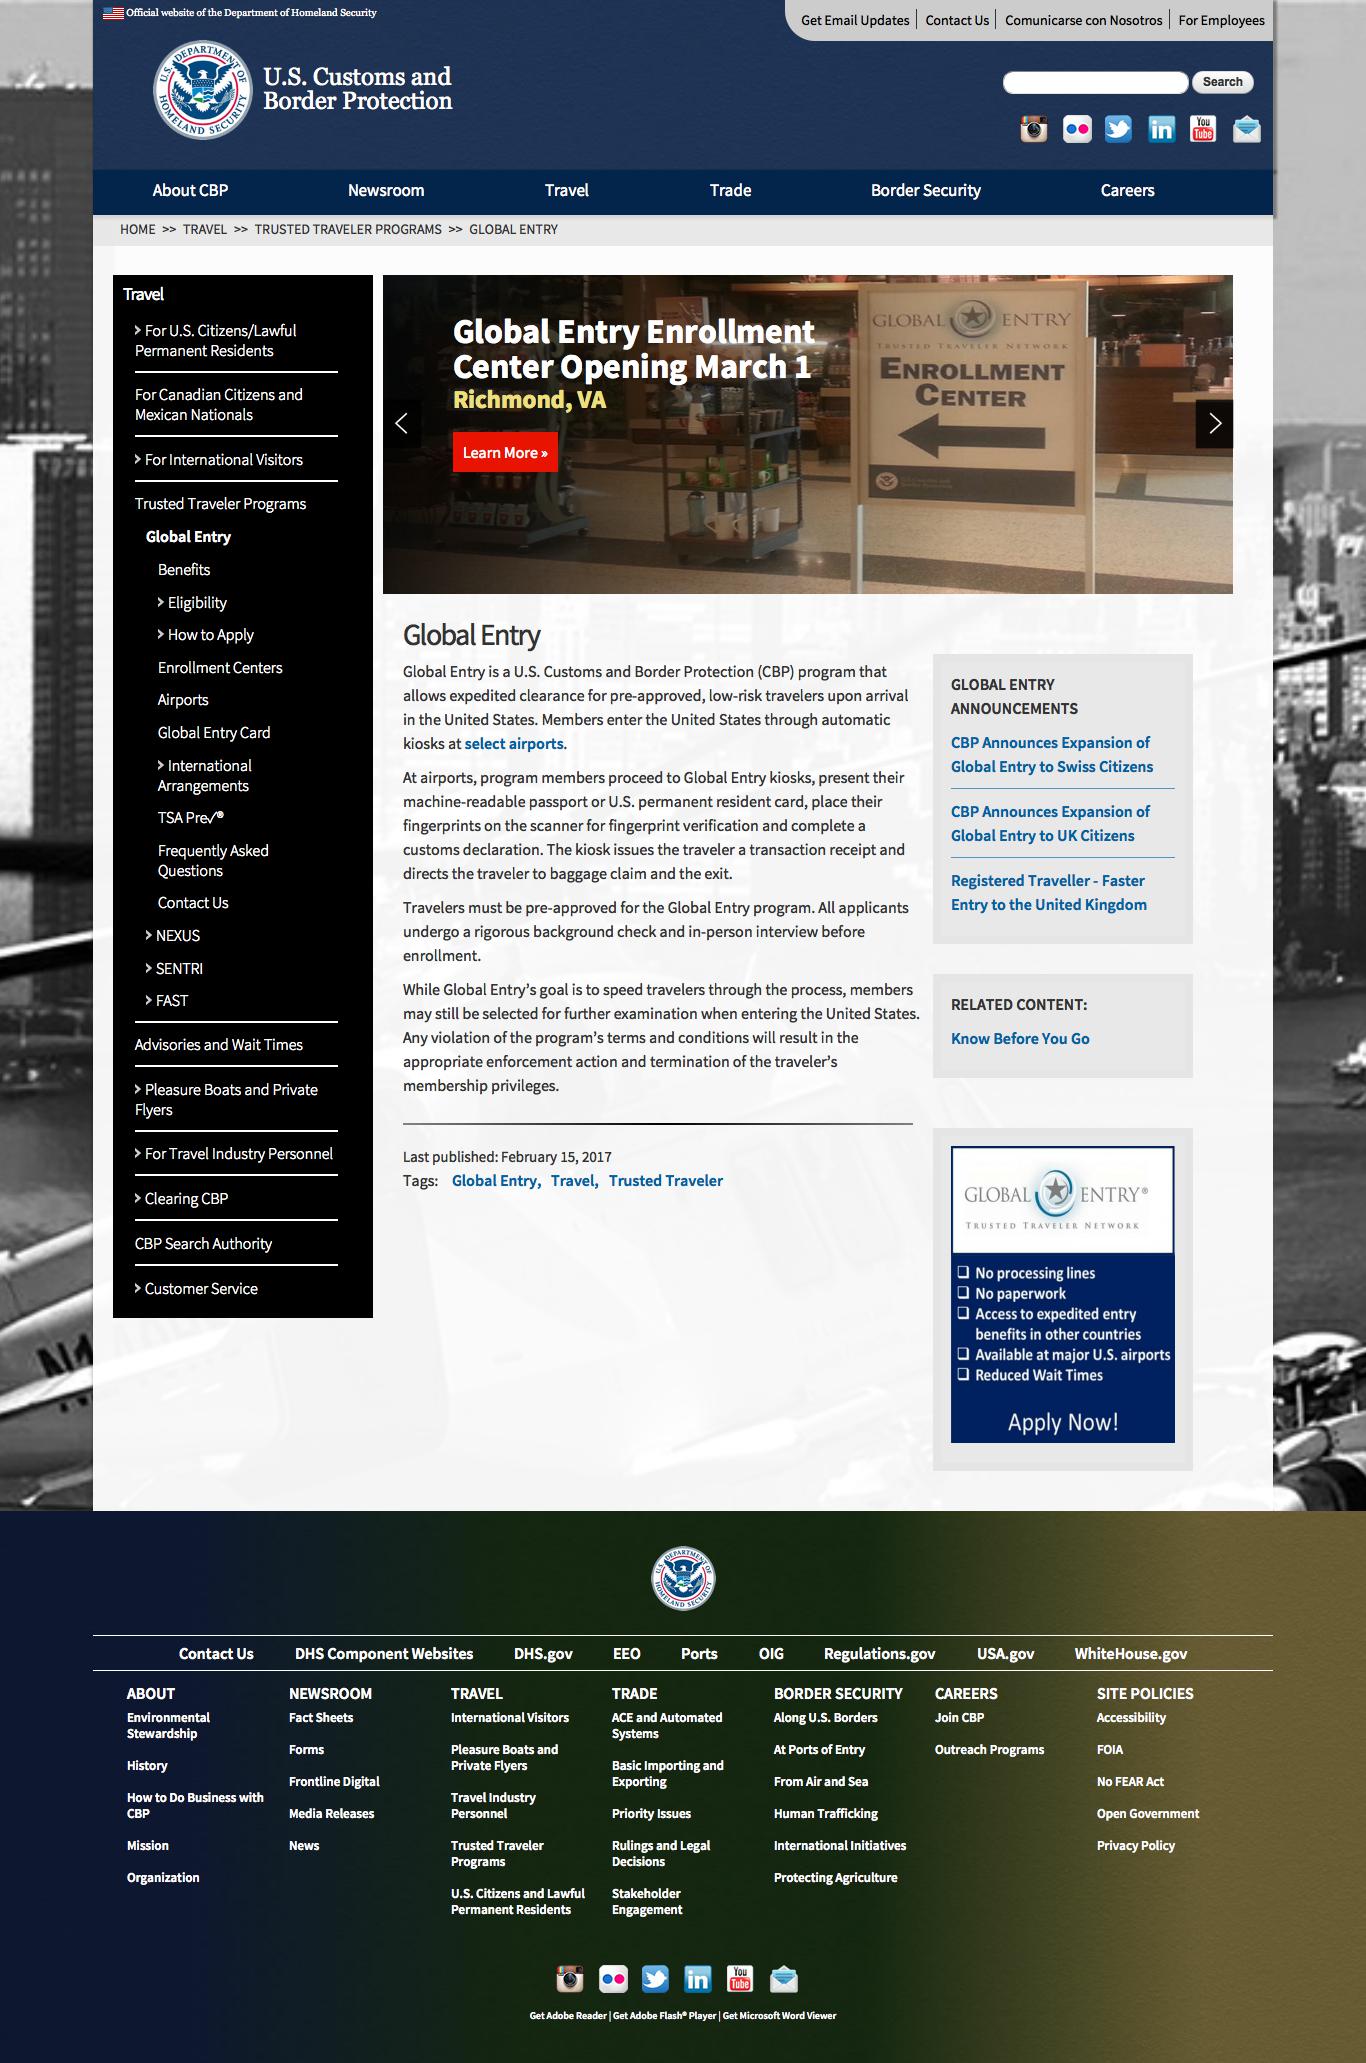 Official website of the Department of Homeland Security
Get Email Updates | Contact Us | Comunicarse con Nosotros | For Employees
U.S. Customs and
Border Protection
Search
About CBP
Newsroom
Travel
Trade
Border Security
Careers
HOME >> TRAVEL >> TRUSTED TRAVELER PROGRAMS >> GLOBAL ENTRY
Travel
For U.S. Citizens/Lawful
Permanent Residents
For Canadian Citizens and
Mexican Nationals
For International Visitors
Trusted Traveler Programs
Global Entry
Benefits
Eligibility
How to Apply
Enrollment Centers
Airports
Global Entry Card
International
Arrangements
TSA Pre✓®
Frequently Asked
Questions
Contact Us
NEXUS
SENTRI
FAST
Advisories and Wait Times
Pleasure Boats and Private
Flyers
For Travel Industry Personnel
Clearing CBP
CBP Search Authority
Customer Service
Global Entry Enrollment
Center Opening March 1
Richmond, VA
Learn More »
GLOBAL ENTRY
TRUSTED TRAVELER NETWORK
ENROLLMENT
CENTER
Global Entry
Global Entry is a U.S. Customs and Border Protection (CBP) program that
allows expedited clearance for pre-approved, low-risk travelers upon arrival
in the United States. Members enter the United States through automatic
kiosks at select airports.
At airports, program members proceed to Global Entry kiosks, present their
machine-readable passport or U.S. permanent resident card, place their
fingerprints on the scanner for fingerprint verification and complete a
customs declaration. The kiosk issues the traveler a transaction receipt and
directs the traveler to baggage claim and the exit.
Travelers must be pre-approved for the Global Entry program. All applicants
undergo a rigorous background check and in-person interview before
enrollment.
While Global Entry’s goal is to speed travelers through the process, members
may still be selected for further examination when entering the United States.
Any violation of the program’s terms and conditions will result in the
appropriate enforcement action and termination of the traveler’s
membership privileges.
Last published: February 15, 2017
Tags: Global Entry, Travel, Trusted Traveler
GLOBAL ENTRY
ANNOUNCEMENTS
CBP Announces Expansion of
Global Entry to Swiss Citizens
CBP Announces Expansion of
Global Entry to UK Citizens
Registered Traveller - Faster
Entry to the United Kingdom
RELATED CONTENT:
Know Before You Go
GLOBAL ENTRY®
TRUSTED TRAVELER NETWORK
No processing lines
No paperwork
Access to expedited entry
benefits in other countries
Available at major U.S. airports
Reduced Wait Times
Apply Now!
Contact Us
DHS Component Websites
DHS.gov
EEO
Ports
OIG
Regulations.gov
USA.gov
WhiteHouse.gov
ABOUT
Environmental
Stewardship
History
How to Do Business with
CBP
Mission
Organization
NEWSROOM
Fact Sheets
Forms
Frontline Digital
Media Releases
News
TRAVEL
International Visitors
Pleasure Boats and
Private Flyers
Travel Industry
Personnel
Trusted Traveler
Programs
U.S. Citizens and Lawful
Permanent Residents
TRADE
ACE and Automated
Systems
Basic Importing and
Exporting
Priority Issues
Rulings and Legal
Decisions
Stakeholder
Engagement
BORDER SECURITY
Along U.S. Borders
At Ports of Entry
From Air and Sea
Human Trafficking
International Initiatives
Protecting Agriculture
CAREERS
Join CBP
Outreach Programs
SITE POLICIES
Accessibility
FOIA
No FEAR Act
Open Government
Privacy Policy
Get Adobe Reader | Get Adobe Flash® Player | Get Microsoft Word Viewer